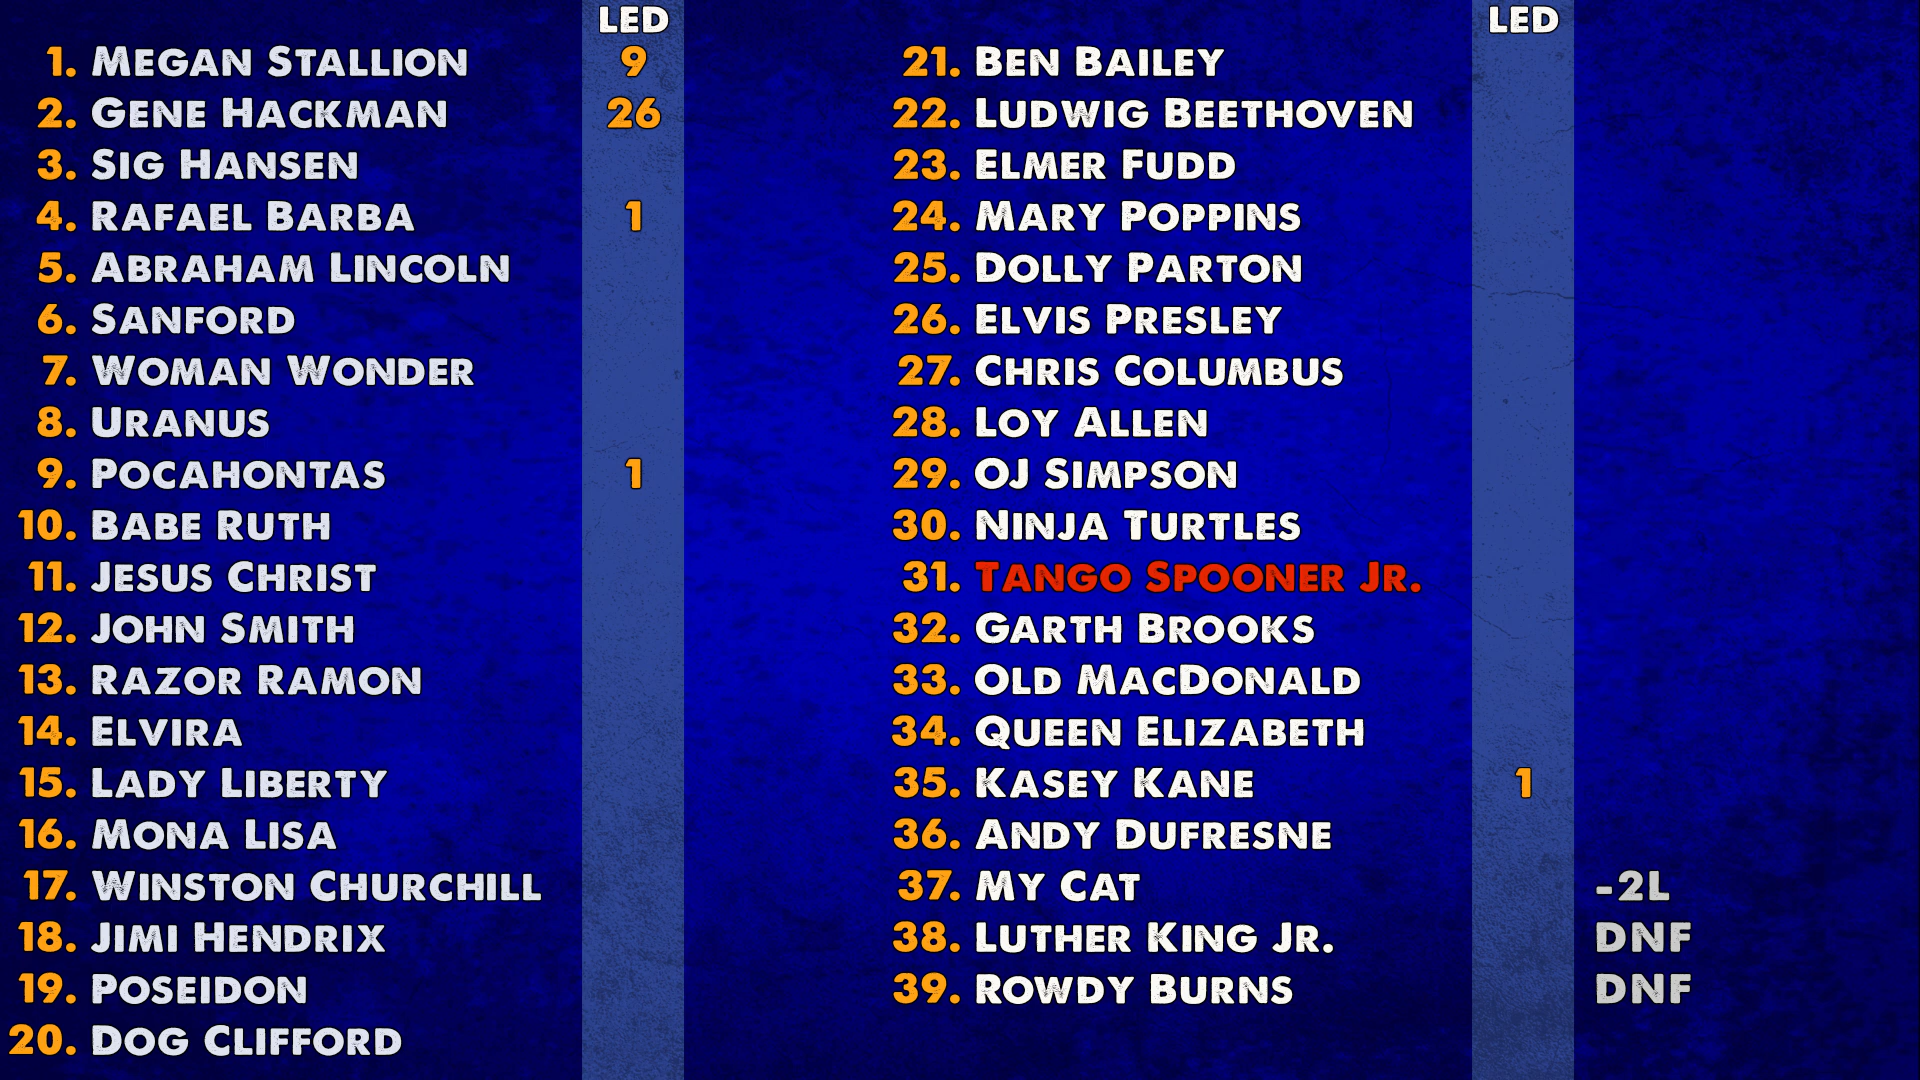 LED
1. MEGAN STALLION 9
2. GENE HACKMAN 26
3. SIG HANSEN
4. RAFAEL BARBA 1
5. ABRAHAM LINCOLN
6. SANFORD
7. WOMAN WONDER
8. URANUS
9. POCAHONTAS 1
10. BABE RUTH
11. JESUS CHRIST
12. JOHN SMITH
13. RAZOR RAMON
14. ELVIRA
15. LADY LIBERTY
16. MONA LISA
17. WINSTON CHURCHILL
18. JIMI HENDRIX
19. POSEIDON
20. DOG CLIFFORD
LED
21. BEN BAILEY
22. LUDWIG BEETHOVEN
23. ELMER FUDD
24. MARY POPPINS
25. DOLLY PARTON
26. ELVIS PRESLEY
27. CHRIS COLUMBUS
28. LOY ALLEN
29. OJ SIMPSON
30. NINJA TURTLES
31. TANGO SPOONER JR.
32. GARTH BROOKS
33. OLD MACDONALD
34. QUEEN ELIZABETH
35. KASEY KANE 1
36. ANDY DUFRESNE
37. MY CAT -2L
38. LUTHER KING JR. DNF
39. ROWDY BURNS DNF